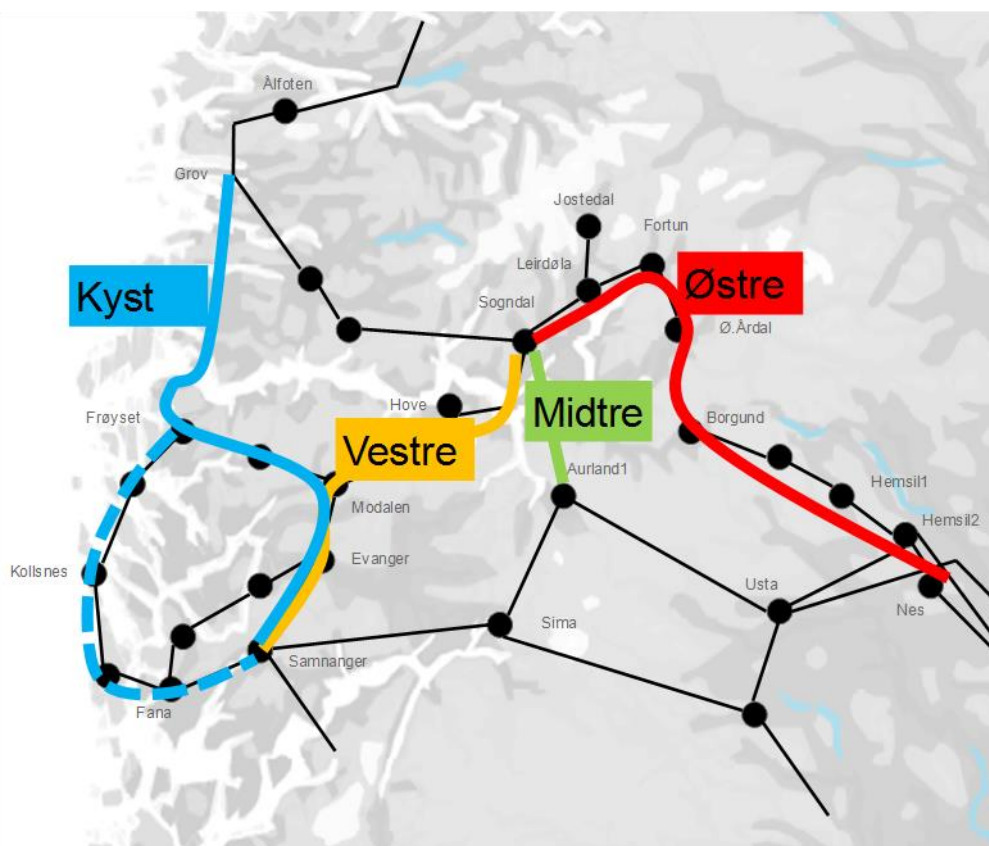 Ålfoten
Grov
Jostedal
Fortun
Leirdøla
Kyst
Østre
Sogndal
Ø.Årdal
Hove
Midtre
Frøyset
Borgund
Vestre
Aurland1
Hemsil1
Modalen
Hemsil2
Evanger
Kollsnes
Usta
Nes
Sima
Samnanger
Fana